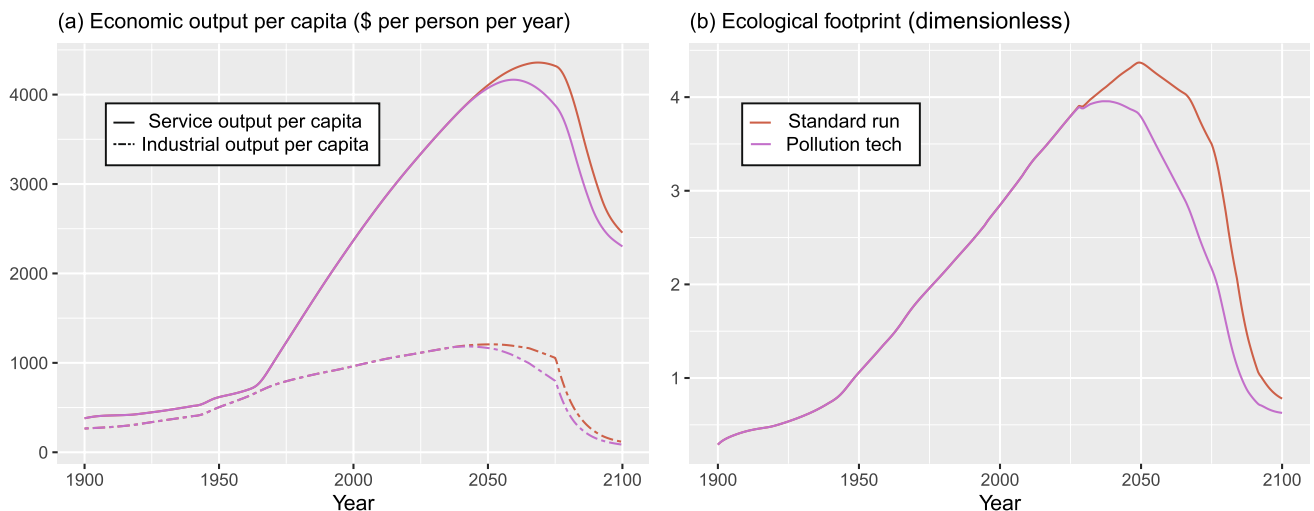 (a) Economic output per capita ($ per person per year)
4000
3000
2000
1000
0
Service output per capita
Industrial output per capita
1900 1950 2000 2050 2100
Year
(b) Ecological footprint (dimensionless)
4
3
2
1
Standard run
Pollution tech
1900 1950 2000 2050 2100
Year